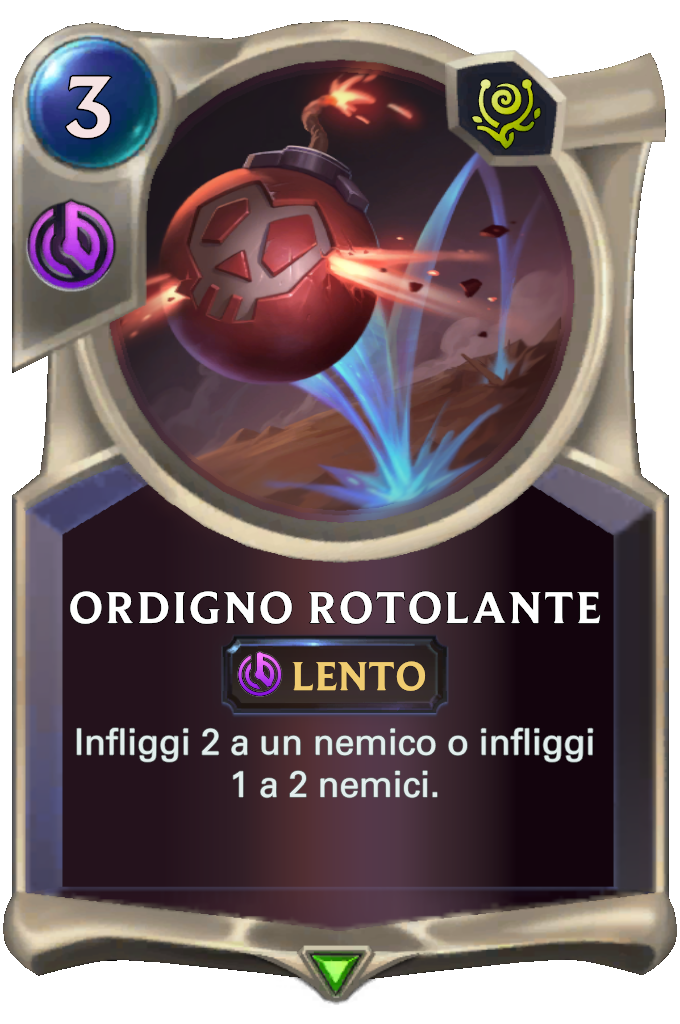 3
ORDIGNO ROTOLANTE
LENTO
Infliggi 2 a un nemico o infliggi
1 a 2 nemici.